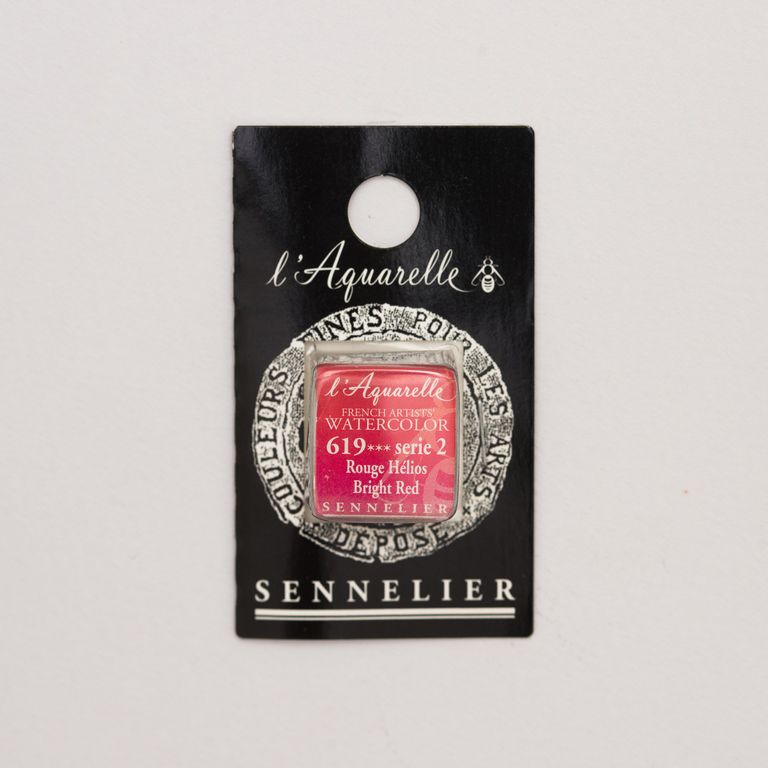 l'Aquarelle
COULEURS FINES POUR LES ARTS
DÉPOSÉ
l'Aquarelle
FRENCH ARTISTS'
WATERCOLOR
619*** serie 2
Rouge Hélios
Bright Red
SENNELIER
SENNELIER